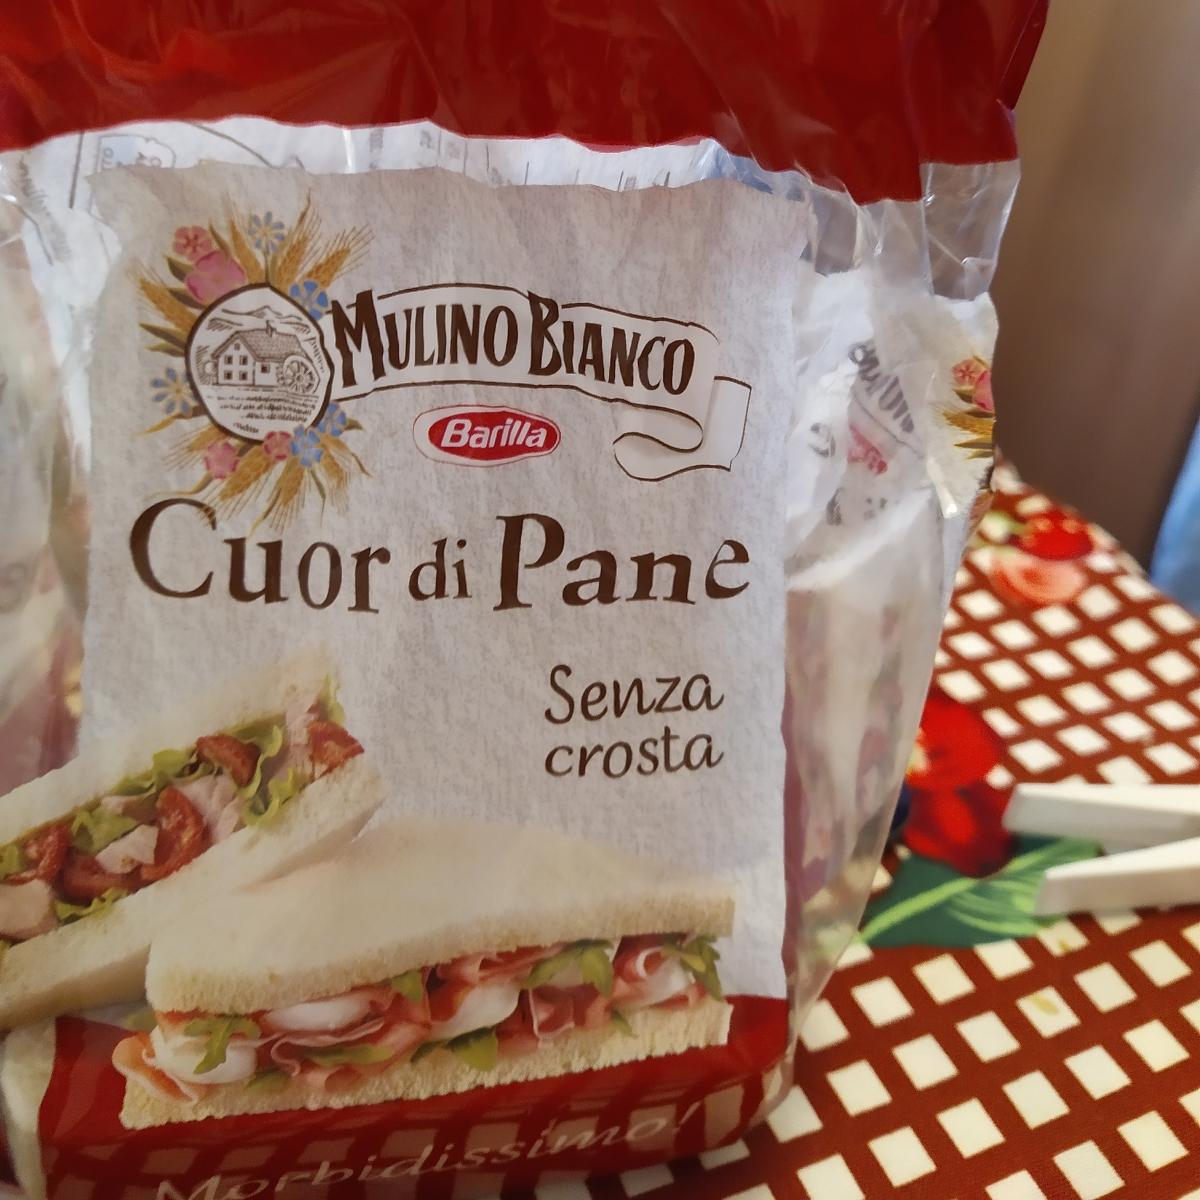 MULINO BIANCO
Barilla
Cuor di Pane
Senza
crosta
Morbidissimo!